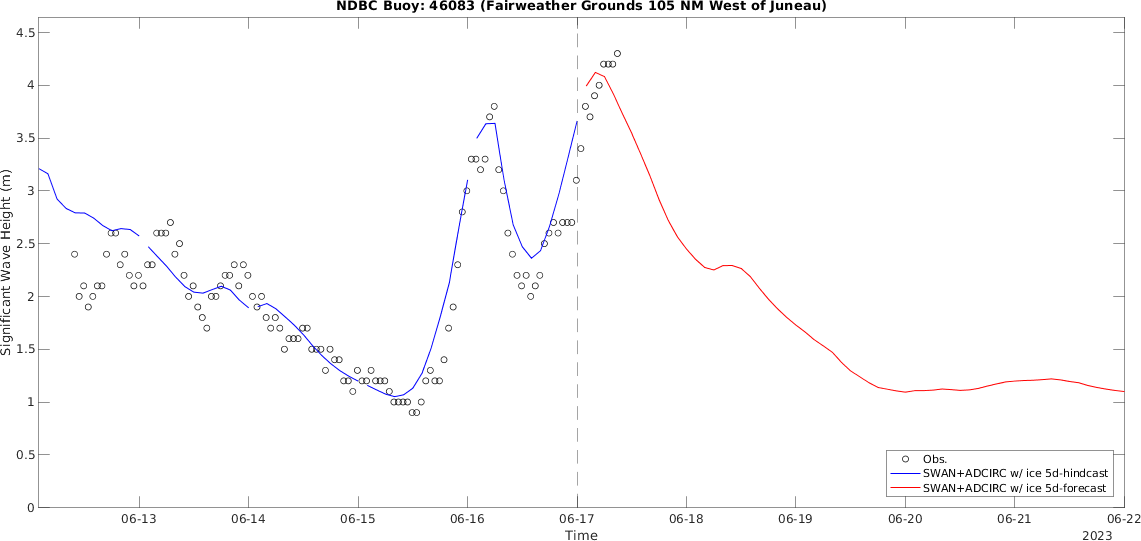 NDBC Buoy: 46083 (Fairweather Grounds 105 NM West of Juneau)
4.5
4
3.5
3
2.5
2
1.5
1
0.5
0
Significant Wave Height (m)
Obs.
SWAN+ADCIRC w/ ice 5d-hindcast
SWAN+ADCIRC w/ ice 5d-forecast
06-13 06-14 06-15 06-16 06-17 06-18 06-19 06-20 06-21 06-22
Time
2023